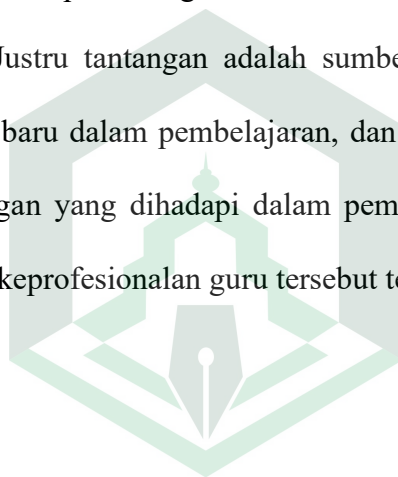 Justru tantangan adalah sumbe
baru dalam pembelajaran, dan
gan yang dihadapi dalam pem
keprofesionalan guru tersebut te